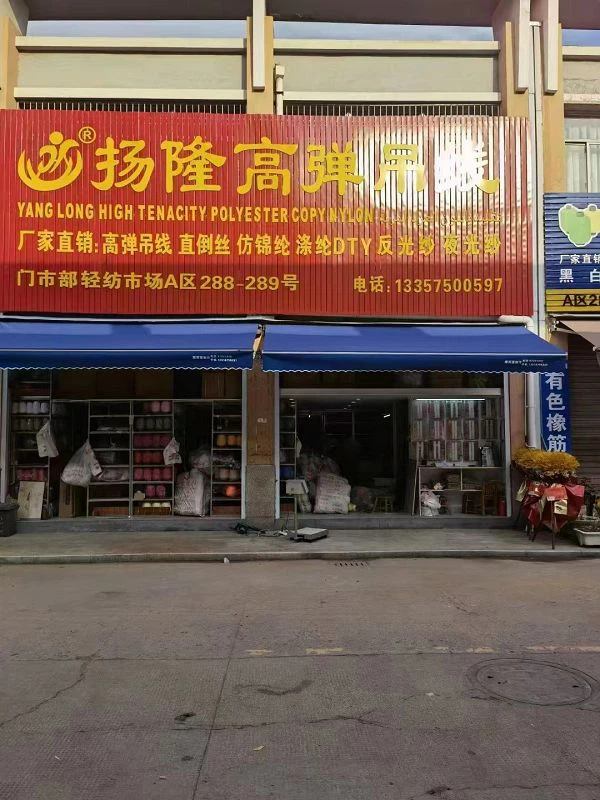 ®扬隆高弹吊线
YANG LONG HIGH TENACITY POLYESTER COPY NYLON
厂家直销:高弹吊线 直倒丝 仿锦纶 涤纶DTY 反光纱 夜光纱
门市部轻纺市场A区288-289号 电话:13357500597
厂家直销
黑白
A区2
有色橡筋